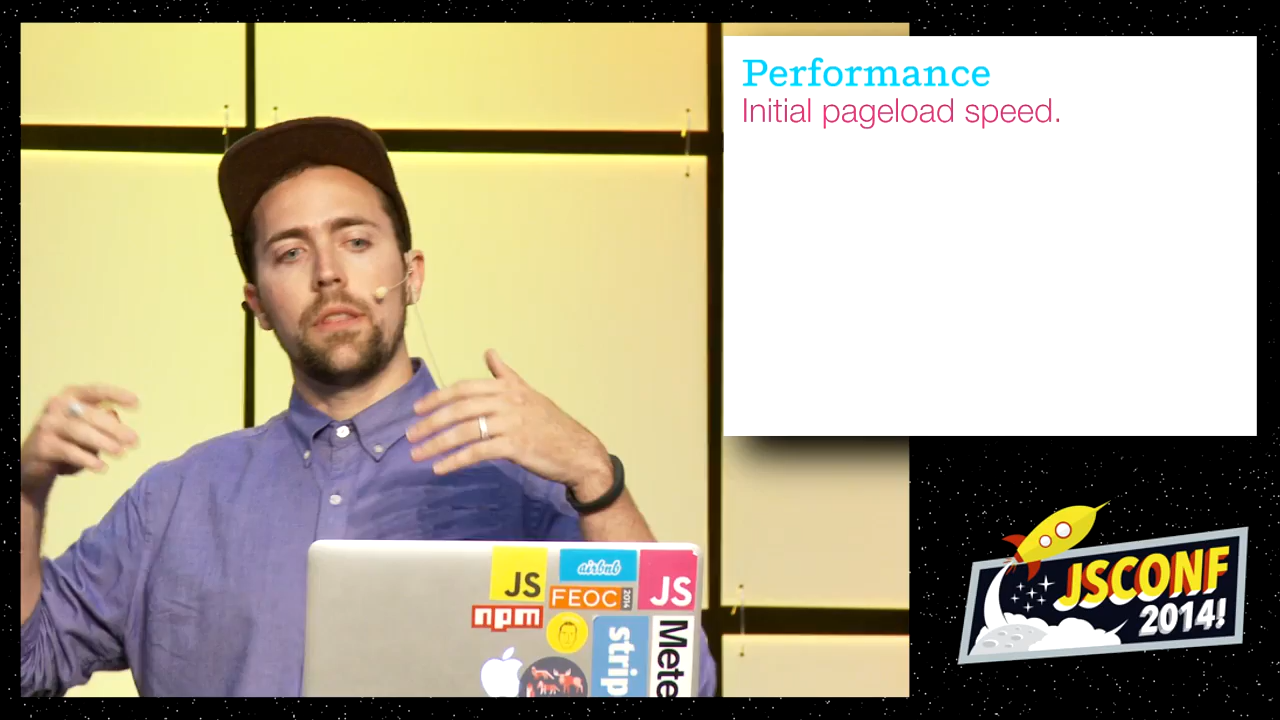 Performance
Initial pageload speed.
JS
airbnb
JS
FEOC 2014
npm
strip
Mete
JSCONF
2014!